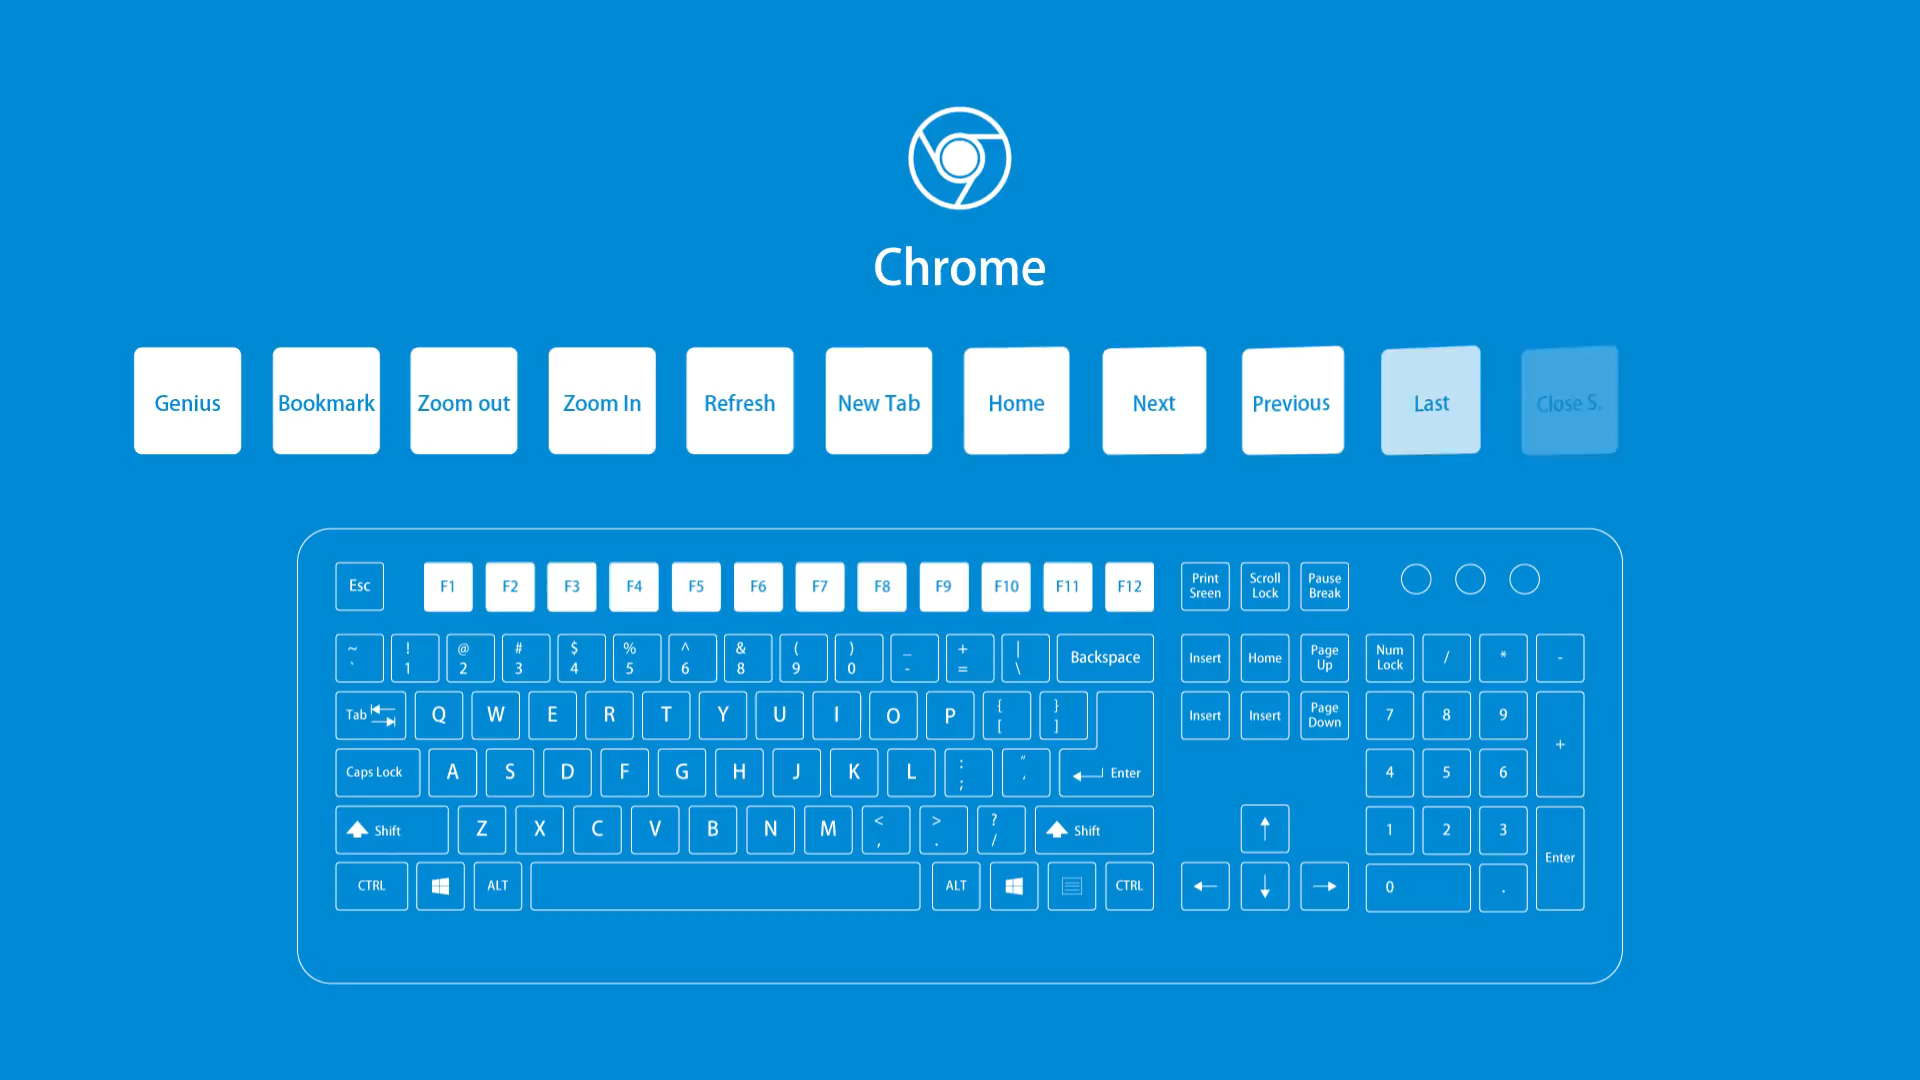 Chrome
Genius Bookmark Zoom out Zoom In Refresh New Tab Home Next Previous Last Close S.
Esc F1 F2 F3 F4 F5 F6 F7 F8 F9 F10 F11 F12 Print Sreen Scroll Lock Pause Break
~ ` ! 1 @ 2 # 3 $ 4 % 5 ^ 6 & 8 ( 9 ) 0 _ - + = | \ Backspace Insert Home Page Up Num Lock / * -
Tab Q W E R T Y U I O P { [ } ] Insert Insert Page Down 7 8 9 +
Caps Lock A S D F G H J K L : ; " ' Enter 4 5 6
Shift Z X C V B N M < , > . ? / Shift ↑ 1 2 3 Enter
CTRL ALT ALT CTRL ← ↓ → 0 .